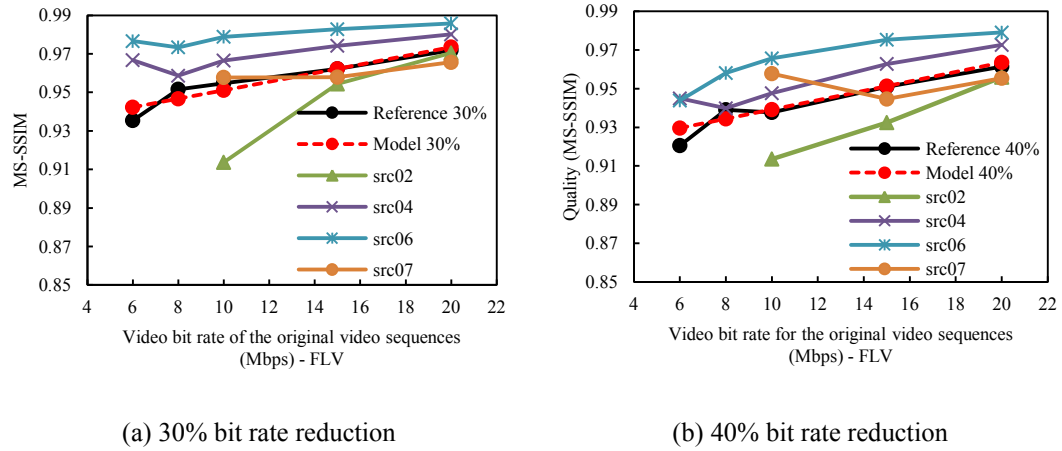 0.99
0.97
0.95
0.93
0.91
0.89
0.87
0.85
MS-SSIM
4 6 8 10 12 14 16 18 20 22
Video bit rate of the original video sequences
(Mbps) - FLV
Reference 30%
Model 30%
src02
src04
src06
src07
(a) 30% bit rate reduction
0.99
0.97
0.95
0.93
0.91
0.89
0.87
0.85
Quality (MS-SSIM)
4 6 8 10 12 14 16 18 20 22
Video bit rate for the original video sequences
(Mbps) - FLV
Reference 40%
Model 40%
src02
src04
src06
src07
(b) 40% bit rate reduction